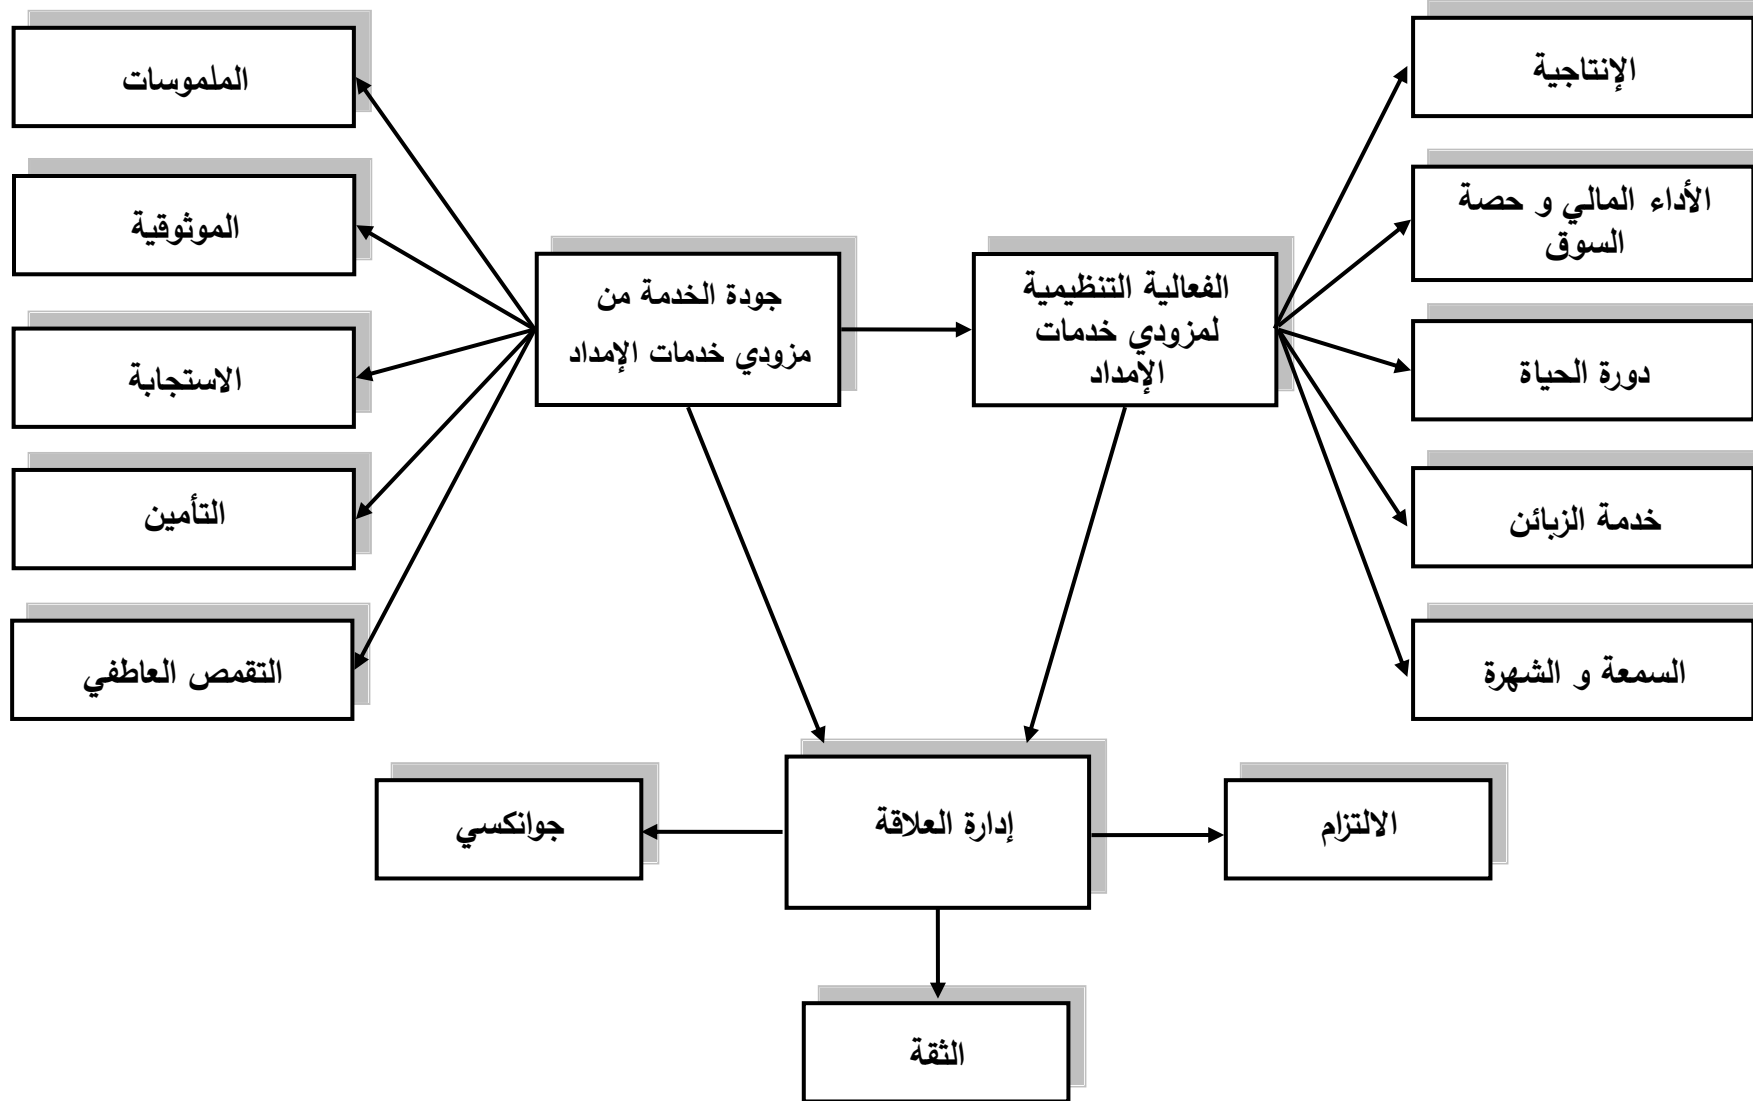 الإنتاجية
الأداء المالي و حصة
السوق
دورة الحياة
خدمة الزبائن
السمعة و الشهرة
الفعالية التنظيمية
لمزودي خدمات
الإمداد
جودة الخدمة من
مزودي خدمات الإمداد
الملموسات
الموثوقية
الاستجابة
التأمين
التقمص العاطفي
الالتزام
إدارة العلاقة
جوانكسي
الثقة